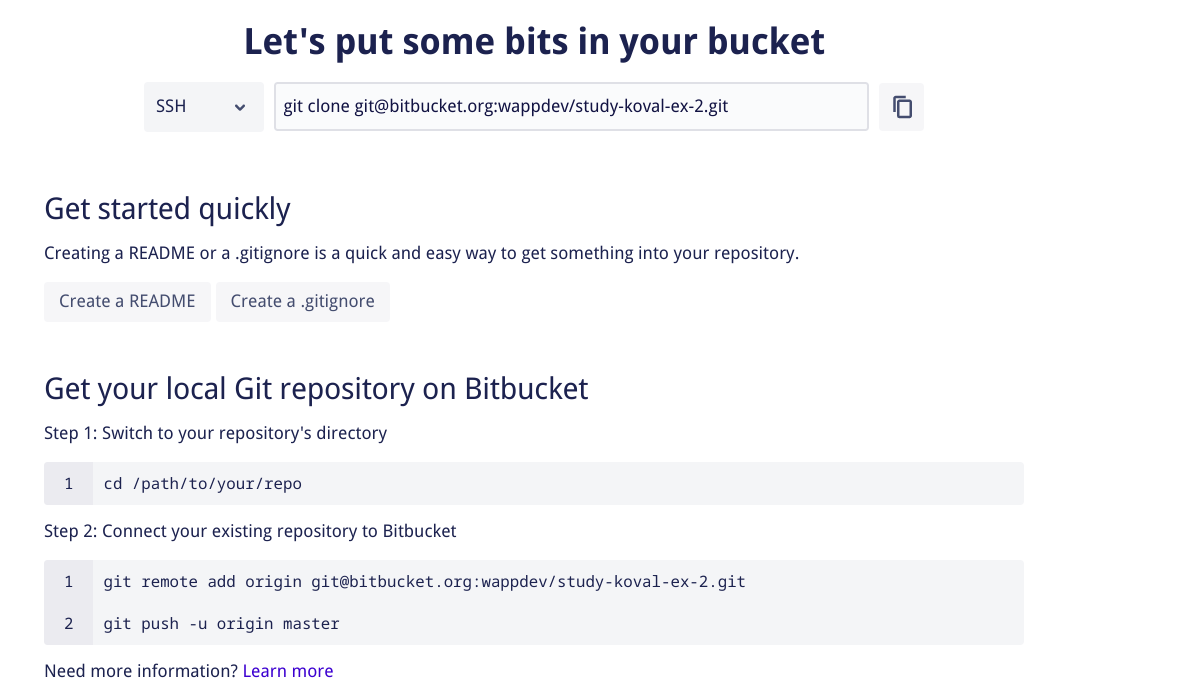 Let's put some bits in your bucket
SSH
git clone git@bitbucket.org:wappdev/study-koval-ex-2.git
Get started quickly
Creating a README or a .gitignore is a quick and easy way to get something into your repository.
Create a README
Create a .gitignore
Get your local Git repository on Bitbucket
Step 1: Switch to your repository's directory
1 cd /path/to/your/repo
Step 2: Connect your existing repository to Bitbucket
1 git remote add origin git@bitbucket.org:wappdev/study-koval-ex-2.git
2 git push -u origin master
Need more information? Learn more